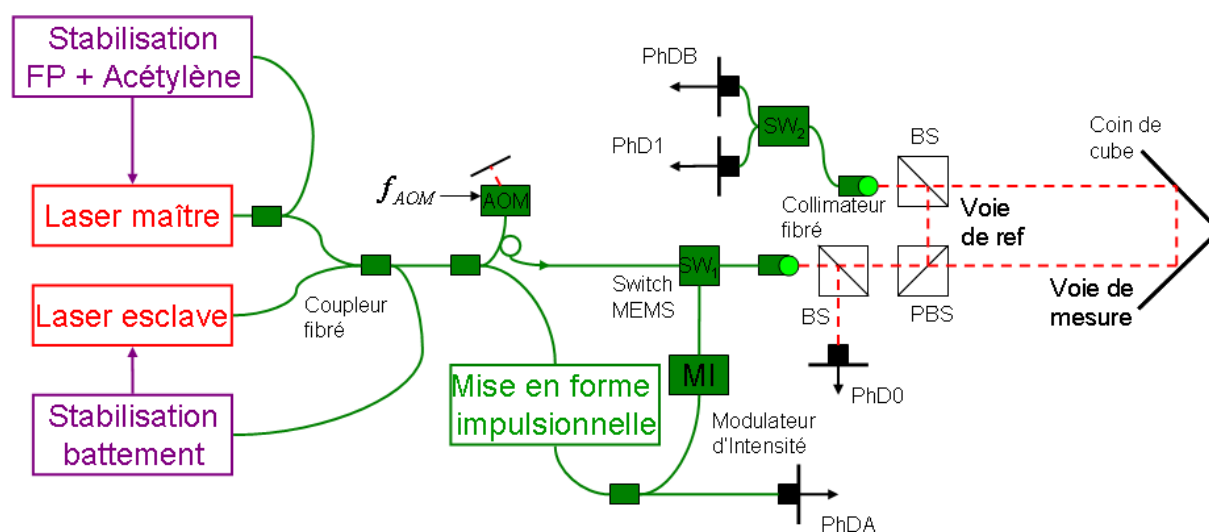 Stabilisation
FP + Acétylène
Laser maître
Laser esclave
Stabilisation
battement
Coupleur
fibré
f_AOM
AOM
Mise en forme
impulsionnelle
PhDB
PhD1
SW2
Collimateur
fibré
Switch
MEMS
SW1
MI
Modulateur
d'Intensité
PhDA
BS
Voie
de ref
BS
PBS
PhD0
Coin de
cube
Voie de
mesure